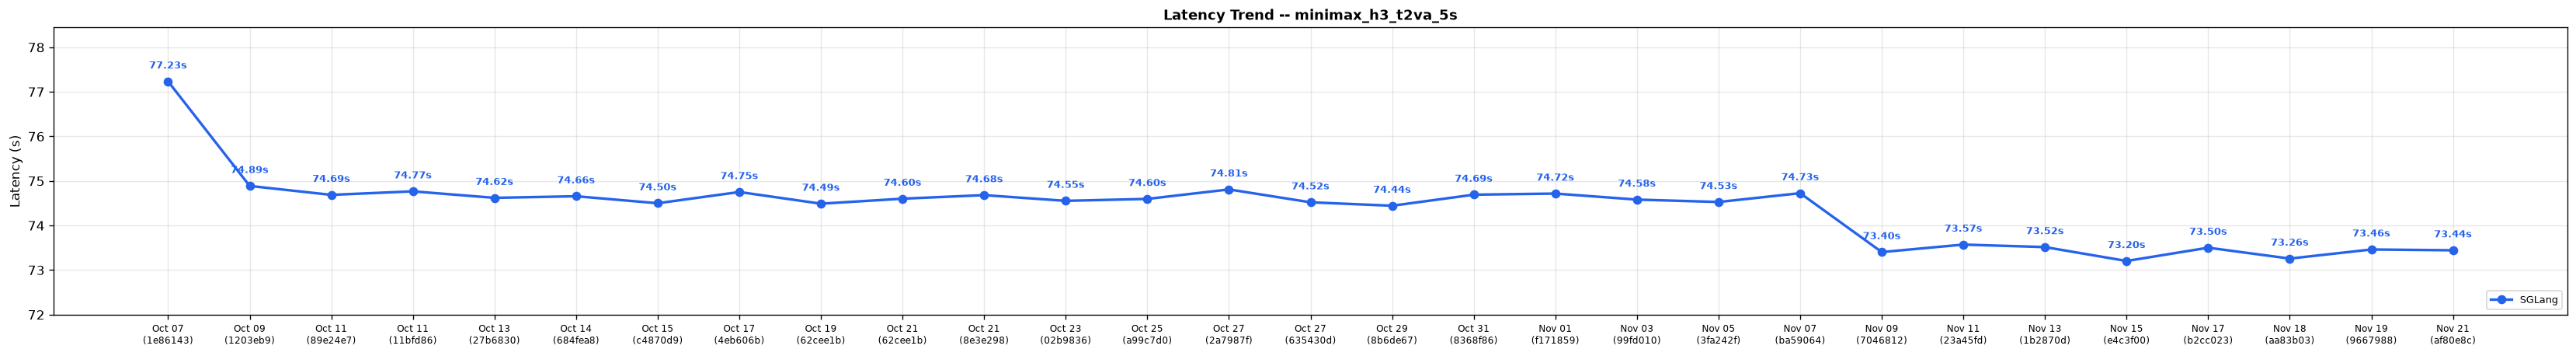 Latency Trend -- minimax_h3_t2va_5s
Latency (s)
78
77
76
75
74
73
72
77.23s
74.89s
74.69s
74.77s
74.62s
74.66s
74.50s
74.75s
74.49s
74.60s
74.68s
74.55s
74.60s
74.81s
74.52s
74.44s
74.69s
74.72s
74.58s
74.53s
74.73s
73.40s
73.57s
73.52s
73.20s
73.50s
73.26s
73.46s
73.44s
SGLang
Oct 07
(1e86143)
Oct 09
(1203eb9)
Oct 11
(89e24e7)
Oct 11
(11bfd86)
Oct 13
(27b6830)
Oct 14
(684fea8)
Oct 15
(c4870d9)
Oct 17
(4eb606b)
Oct 19
(62cee1b)
Oct 21
(62cee1b)
Oct 21
(8e3e298)
Oct 23
(02b9836)
Oct 25
(a99c7d0)
Oct 27
(2a7987f)
Oct 27
(635430d)
Oct 29
(8b6de67)
Oct 31
(8368f86)
Nov 01
(f171859)
Nov 03
(99fd010)
Nov 05
(3fa242f)
Nov 07
(ba59064)
Nov 09
(7046812)
Nov 11
(23a45fd)
Nov 13
(1b2870d)
Nov 15
(e4c3f00)
Nov 17
(b2cc023)
Nov 18
(aa83b03)
Nov 19
(9667988)
Nov 21
(af80e8c)